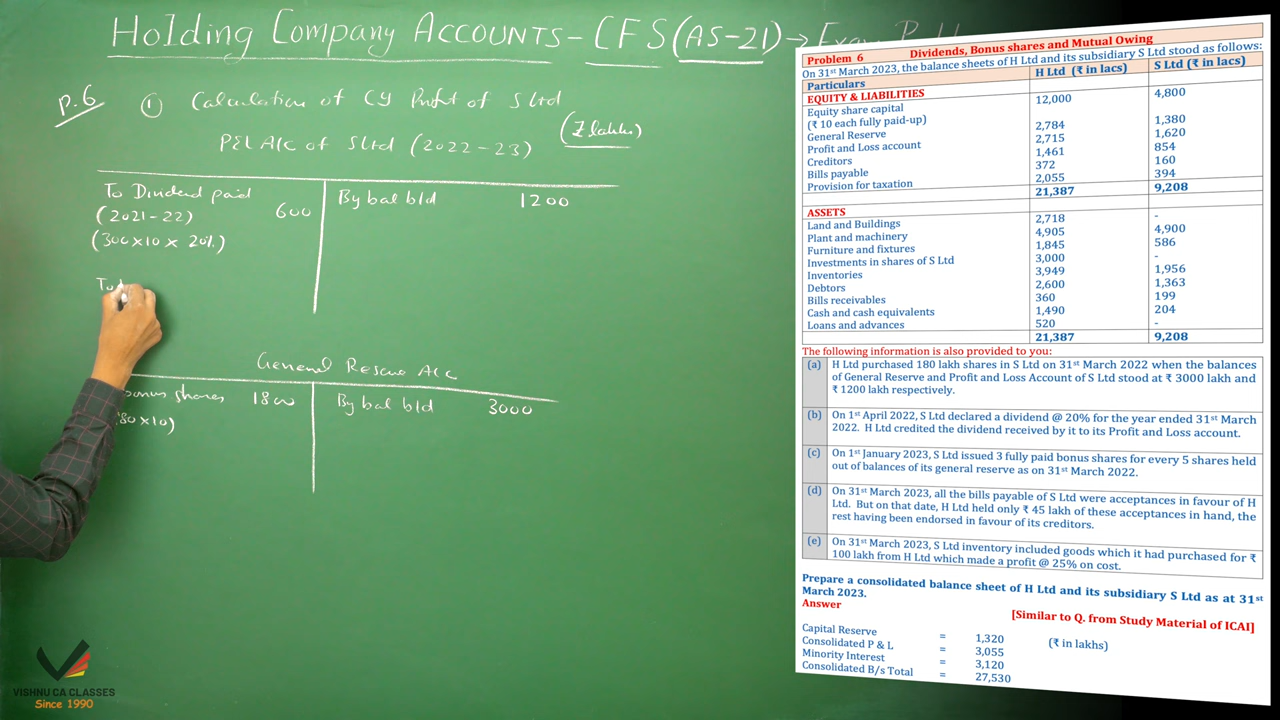 Holding Company Accounts - CFS (AS-21) → Exam
P.6
① Calculation of CY Profit of S Ltd
P&L A/C of S Ltd (2022-23)
(₹ lakhs)
To Dividend paid
(2021-22) 600
(300×10×20%)
By bal b/d 1200
To
General Reserve A/C
bonus shares 1800
80×10)
By bal b/d 3000
VISHNU CA CLASSES
Since 1990
Problem 6 Dividends, Bonus shares and Mutual Owing
On 31st March 2023, the balance sheets of H Ltd and its subsidiary S Ltd stood as follows:
Particulars H Ltd (₹ in lacs) S Ltd (₹ in lacs)
EQUITY & LIABILITIES
Equity share capital 12,000 4,800
(₹ 10 each fully paid-up)
General Reserve 2,784 1,380
Profit and Loss account 2,715 1,620
Creditors 1,461 854
Bills payable 372 160
Provision for taxation 2,055 394
21,387 9,208
ASSETS
Land and Buildings 2,718 -
Plant and machinery 4,905 4,900
Furniture and fixtures 1,845 586
Investments in shares of S Ltd 3,000 -
Inventories 3,949 1,956
Debtors 2,600 1,363
Bills receivables 360 199
Cash and cash equivalents 1,490 204
Loans and advances 520 -
21,387 9,208
The following information is also provided to you:
(a) H Ltd purchased 180 lakh shares in S Ltd on 31st March 2022 when the balances
of General Reserve and Profit and Loss Account of S Ltd stood at ₹ 3000 lakh and
₹ 1200 lakh respectively.
(b) On 1st April 2022, S Ltd declared a dividend @ 20% for the year ended 31st March
2022. H Ltd credited the dividend received by it to its Profit and Loss account.
(c) On 1st January 2023, S Ltd issued 3 fully paid bonus shares for every 5 shares held
out of balances of its general reserve as on 31st March 2022.
(d) On 31st March 2023, all the bills payable of S Ltd were acceptances in favour of H
Ltd. But on that date, H Ltd held only ₹ 45 lakh of these acceptances in hand, the
rest having been endorsed in favour of its creditors.
(e) On 31st March 2023, S Ltd inventory included goods which it had purchased for ₹
100 lakh from H Ltd which made a profit @ 25% on cost.
Prepare a consolidated balance sheet of H Ltd and its subsidiary S Ltd as at 31st
March 2023.
Answer
[Similar to Q. from Study Material of ICAI]
Capital Reserve = 1,320 (₹ in lakhs)
Consolidated P & L = 3,055
Minority Interest = 3,120
Consolidated B/s Total = 27,530